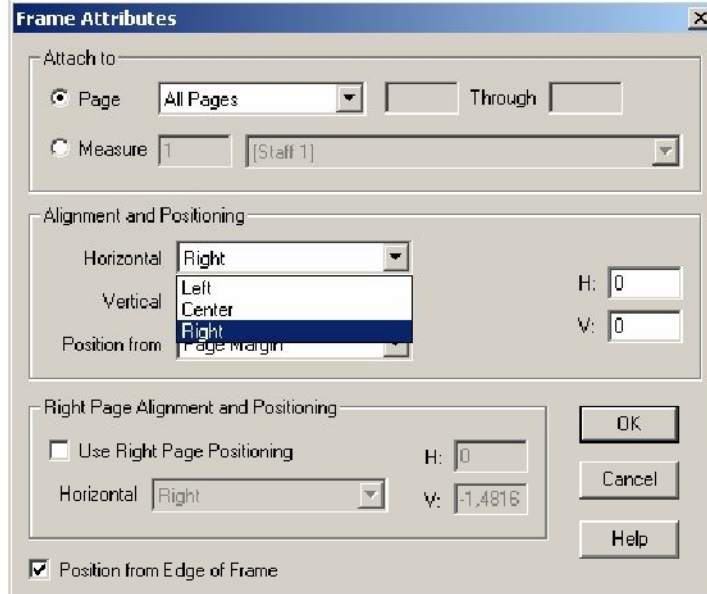 Frame Attributes
Attach to
Page All Pages Through
Measure 1 [Staff 1]
Alignment and Positioning
Horizontal Right
Left
Vertical
Center
Right
Position from Page Margin
H: 0
V: 0
Right Page Alignment and Positioning
Use Right Page Positioning
H: 0
Horizontal Right
V: -1,4816
OK
Cancel
Help
Position from Edge of Frame